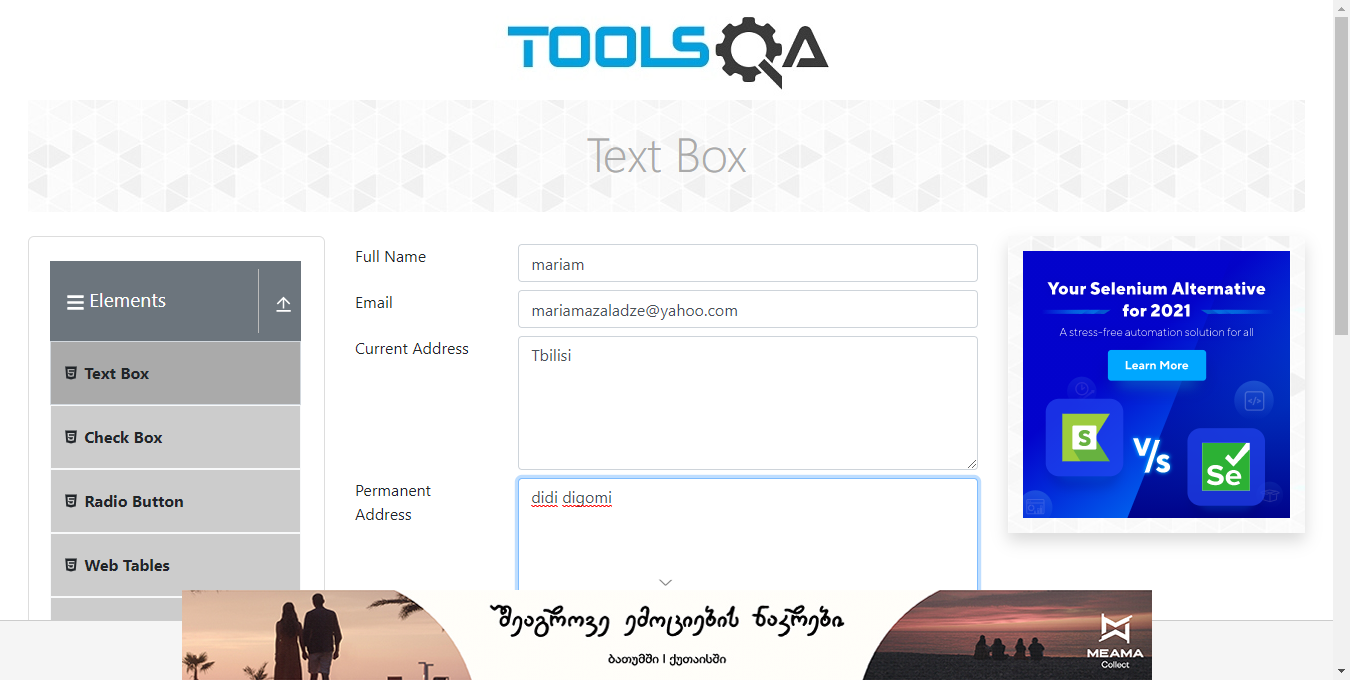 TOOLSQA
Text Box
Elements
Text Box
Check Box
Radio Button
Web Tables
Full Name
mariam
Email
mariamazaladze@yahoo.com
Current Address
Tbilisi
Permanent
Address
didi digomi
Your Selenium Alternative
for 2021
A stress-free automation solution for all
Learn More
S
V/s
Se
შეაგროვე ემოციების ნაკრები
ბათუმში | ქუთაისში
MEAMA
Collect